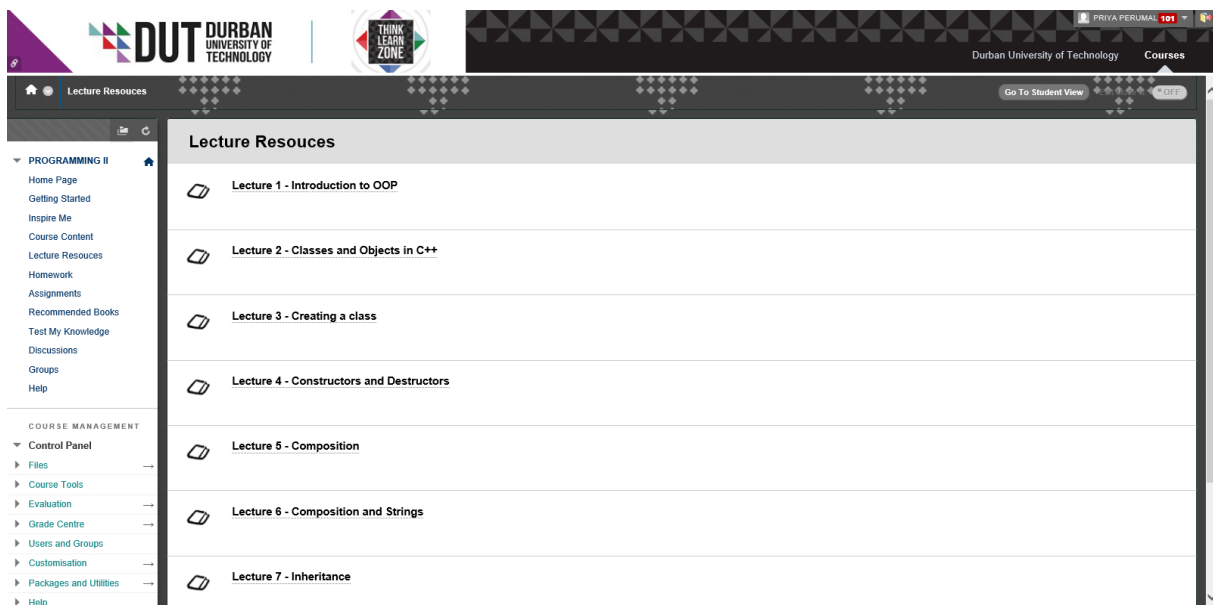 DUT DURBAN
UNIVERSITY OF
TECHNOLOGY
THINK
LEARN
ZONE
PRIYA PERUMAL 101
Durban University of Technology Courses
Lecture Resouces
Go To Student View
OFF
Lecture Resouces
PROGRAMMING II
Home Page
Getting Started
Inspire Me
Course Content
Lecture Resouces
Homework
Assignments
Recommended Books
Test My Knowledge
Discussions
Groups
Help
COURSE MANAGEMENT
Control Panel
Files
Course Tools
Evaluation
Grade Centre
Users and Groups
Customisation
Packages and Utilities
Help
Lecture 1 - Introduction to OOP
Lecture 2 - Classes and Objects in C++
Lecture 3 - Creating a class
Lecture 4 - Constructors and Destructors
Lecture 5 - Composition
Lecture 6 - Composition and Strings
Lecture 7 - Inheritance